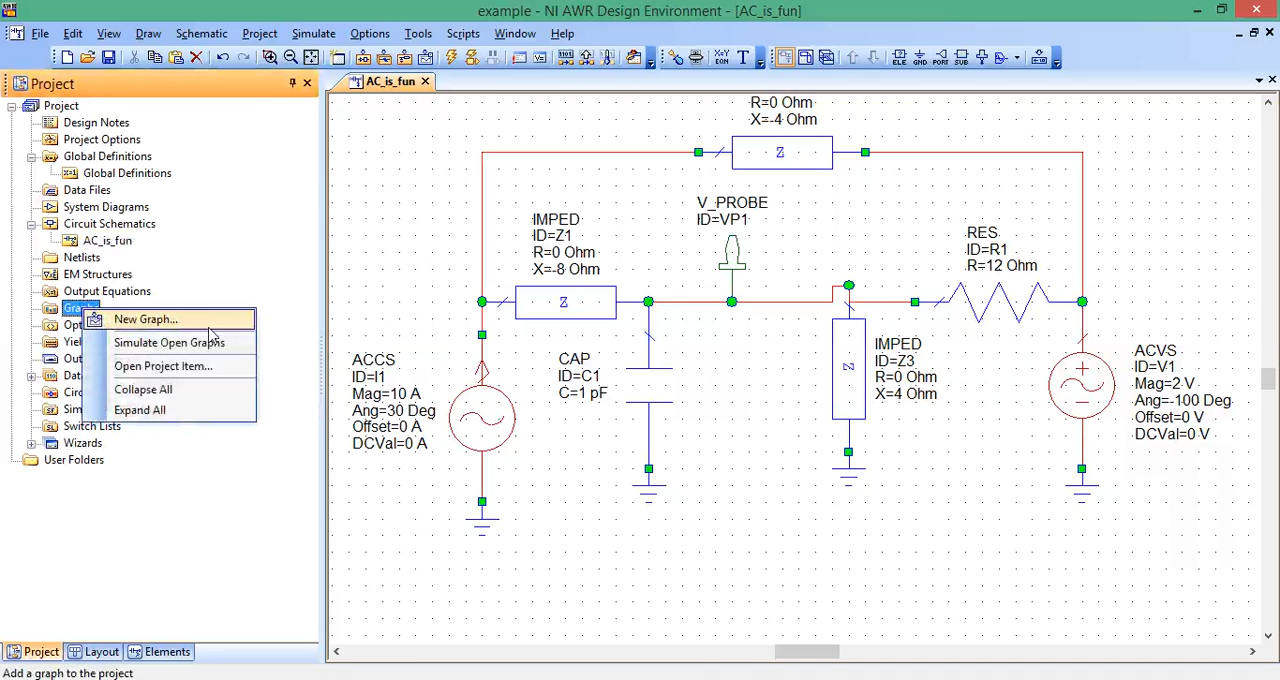 example - NI AWR Design Environment - [AC_is_fun]
File Edit View Draw Schematic Project Simulate Options Tools Scripts Window Help
Project
AC_is_fun
Project
Design Notes
Project Options
Global Definitions
Global Definitions
Data Files
System Diagrams
Circuit Schematics
AC_is_fun
Netlists
EM Structures
Output Equations
New Graph...
Simulate Open Graphs
Open Project Item...
Collapse All
Expand All
Switch Lists
Wizards
User Folders
R=0 Ohm
X=-4 Ohm
Z
V_PROBE
ID=VP1
IMPED
ID=Z1
R=0 Ohm
X=-8 Ohm
Z
RES
ID=R1
R=12 Ohm
ACCS
ID=I1
Mag=10 A
Ang=30 Deg
Offset=0 A
DCVal=0 A
CAP
ID=C1
C=1 pF
Z
IMPED
ID=Z3
R=0 Ohm
X=4 Ohm
ACVS
ID=V1
Mag=2 V
Ang=-100 Deg
Offset=0 V
DCVal=0 V
Project Layout Elements
Add a graph to the project